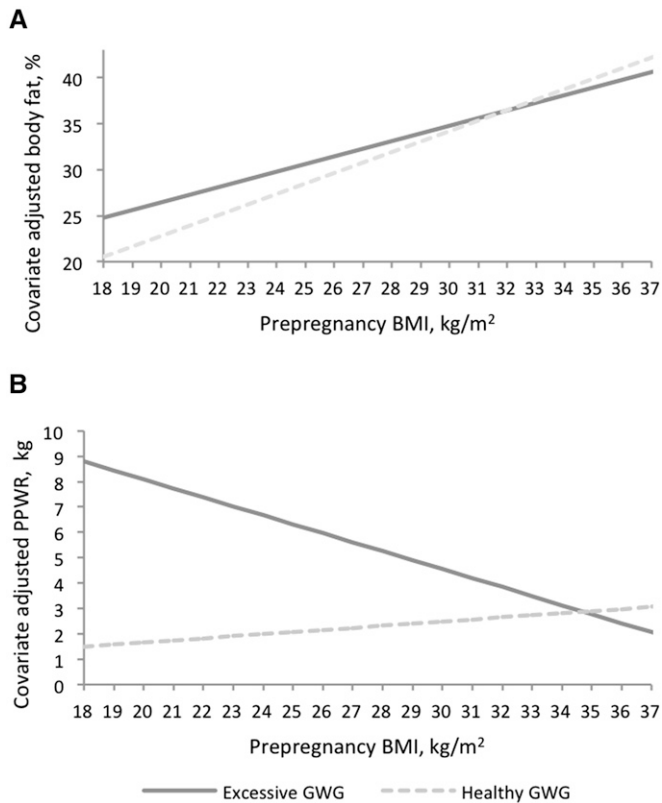 A
Covariate adjusted body fat, %
40
35
30
25
20
18 19 20 21 22 23 24 25 26 27 28 29 30 31 32 33 34 35 36 37
Prepregnancy BMI, kg/m²
B
Covariate adjusted PPWR, kg
10
9
8
7
6
5
4
3
2
1
0
18 19 20 21 22 23 24 25 26 27 28 29 30 31 32 33 34 35 36 37
Prepregnancy BMI, kg/m²
Excessive GWG Healthy GWG